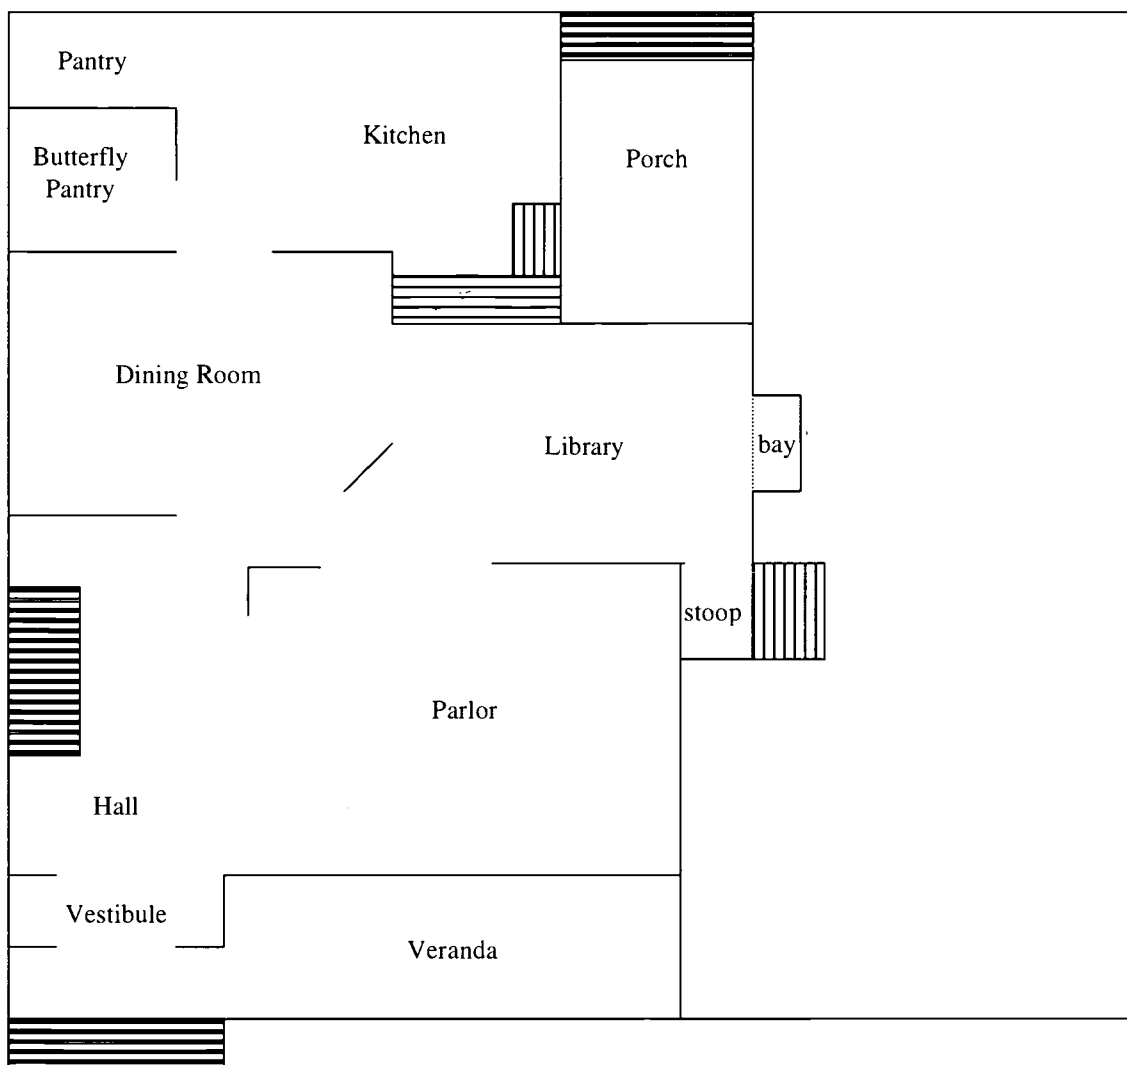 Pantry
Kitchen
Butterfly
Pantry
Porch
Dining Room
Library
bay
stoop
Parlor
Hall
Vestibule
Veranda